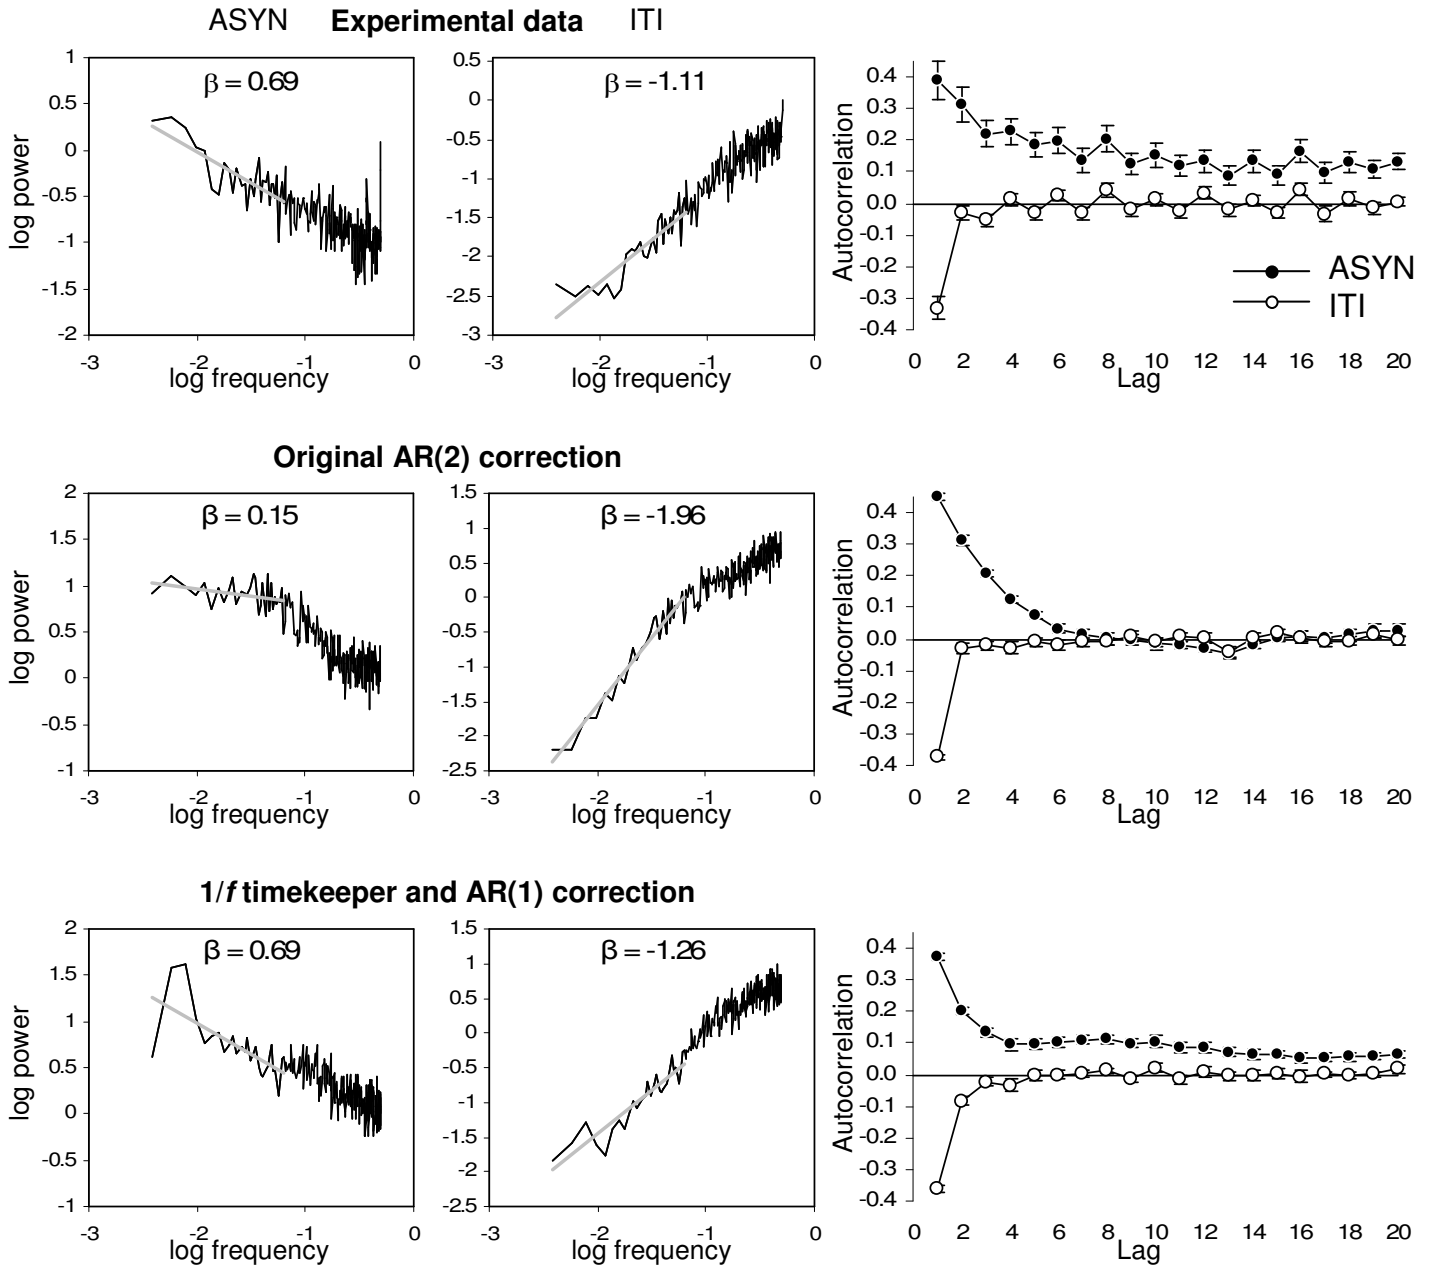 ASYN Experimental data ITI
β = 0.69
1
0.5
0
-0.5
-1
-1.5
-2
log power
-3 -2 -1 0
log frequency
β = -1.11
0.5
0
-0.5
-1
-1.5
-2
-2.5
-3
-3 -2 -1 0
log frequency
0.4
0.3
0.2
0.1
0.0
-0.1
-0.2
-0.3
-0.4
Autocorrelation
ASYN
ITI
0 2 4 6 8 10 12 14 16 18 20
Lag
Original AR(2) correction
β = 0.15
2
1.5
1
0.5
0
-0.5
-1
log power
-3 -2 -1 0
log frequency
β = -1.96
1.5
1
0.5
0
-0.5
-1
-1.5
-2
-2.5
-3 -2 -1 0
log frequency
0.4
0.3
0.2
0.1
0.0
-0.1
-0.2
-0.3
-0.4
Autocorrelation
0 2 4 6 8 10 12 14 16 18 20
Lag
1/f timekeeper and AR(1) correction
β = 0.69
2
1.5
1
0.5
0
-0.5
-1
log power
-3 -2 -1 0
log frequency
β = -1.26
1.5
1
0.5
0
-0.5
-1
-1.5
-2
-2.5
-3 -2 -1 0
log frequency
0.4
0.3
0.2
0.1
0.0
-0.1
-0.2
-0.3
-0.4
Autocorrelation
0 2 4 6 8 10 12 14 16 18 20
Lag